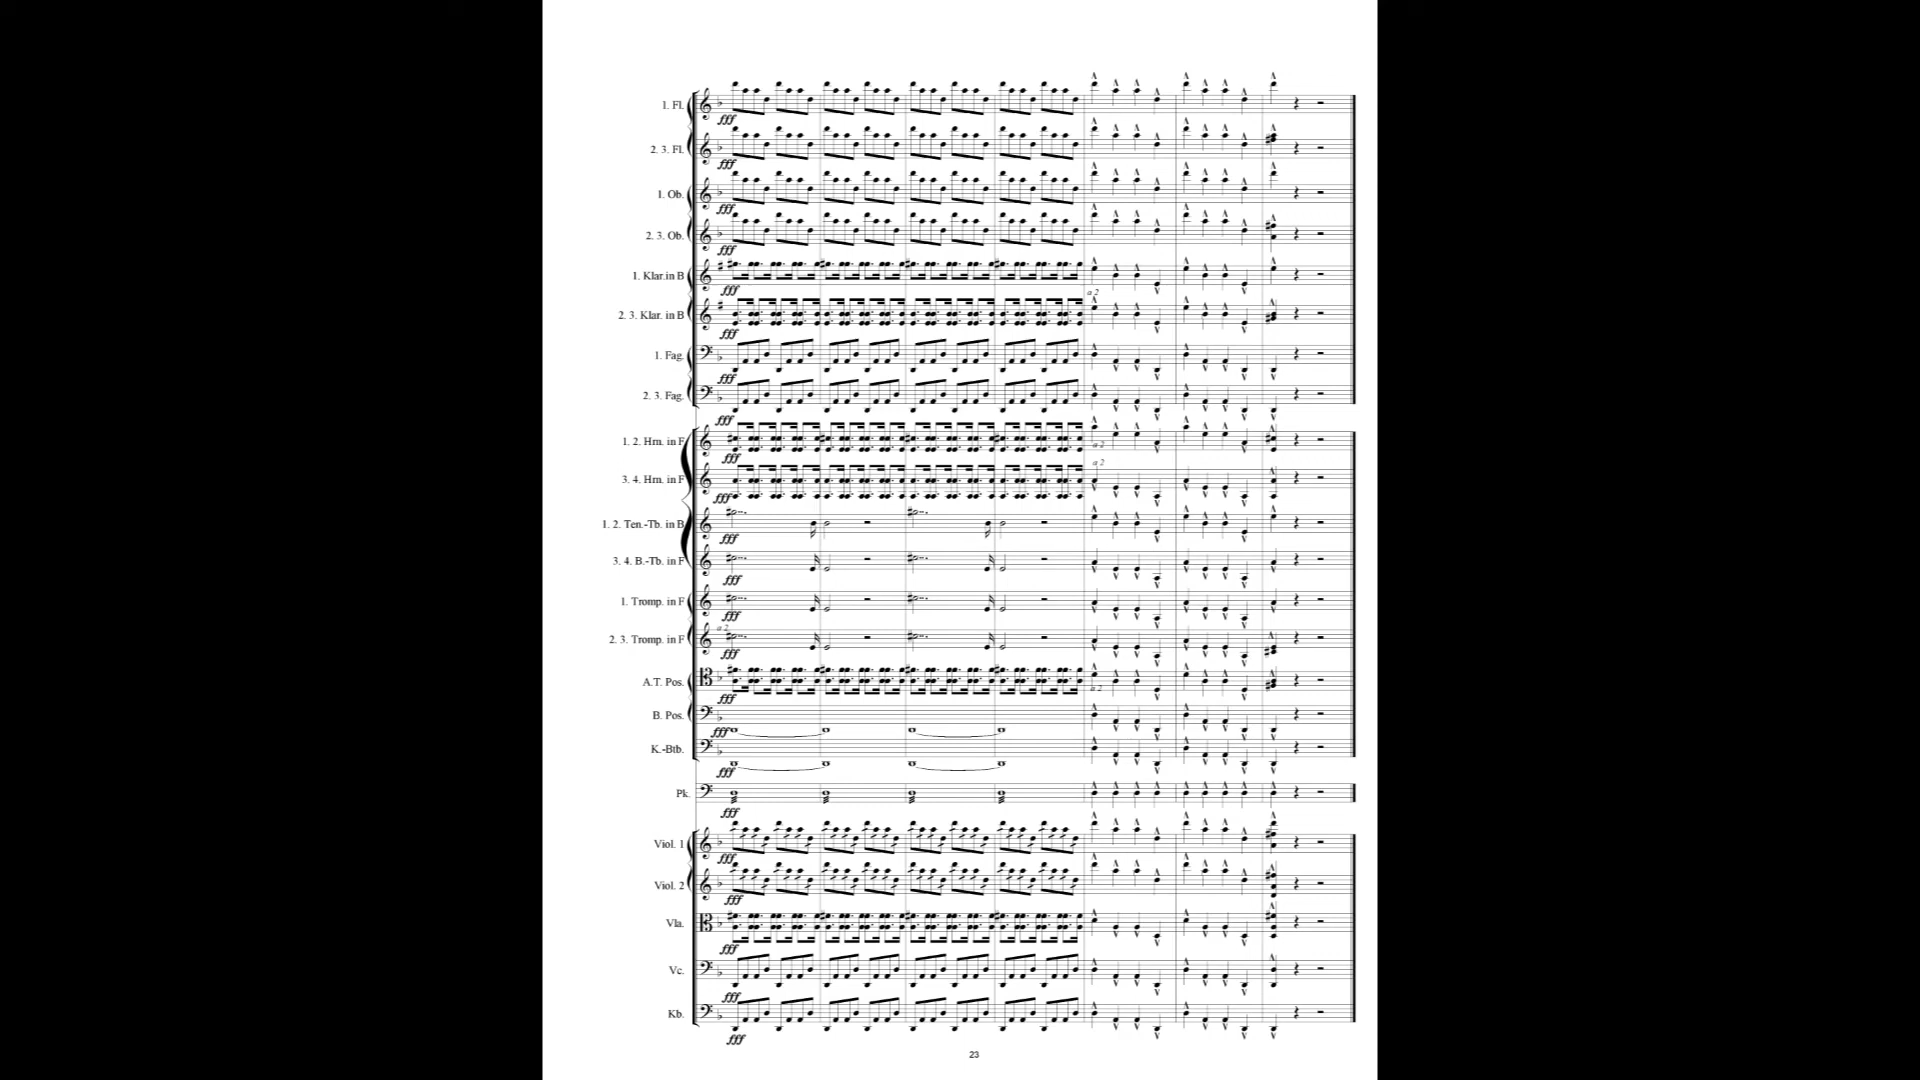 1. Fl.
fff
2. 3. Fl.
fff
1. Ob.
fff
2. 3. Ob.
fff
1. Klar.in B
fff
a 2
2. 3. Klar. in B
fff
1. Fag.
fff
2. 3. Fag.
fff
1. 2. Hrn. in F
a 2
fff
a 2
3. 4. Hrn. in F
fff
1. 2. Ten.-Tb. in B
fff
3. 4. B.-Tb. in F
fff
1. Tromp. in F
fff
a 2
2. 3. Tromp. in F
fff
A.T. Pos.
a 2
fff
B. Pos.
fff
K.-Btb.
fff
Pk.
fff
Viol. 1
fff
Viol. 2
fff
Vla.
fff
Vc.
fff
Kb.
fff
23